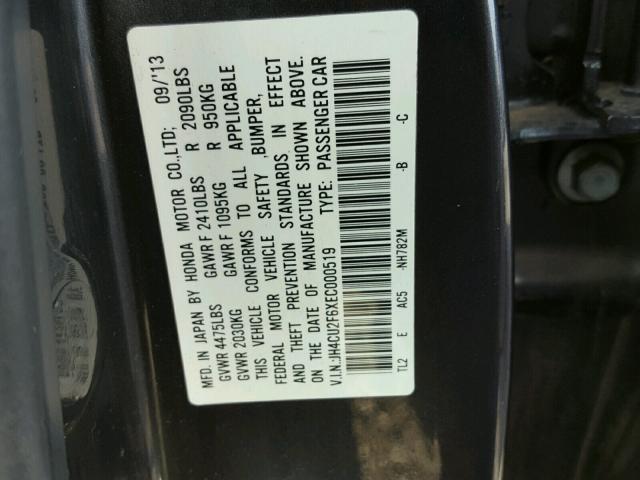 MFD. IN JAPAN BY HONDA MOTOR CO.,LTD; 09/'13
GVWR 4475LBS GAWR F 2410LBS R 2090LBS
GVWR 2030KG GAWR F 1095KG R 950KG
THIS VEHICLE CONFORMS TO ALL APPLICABLE
FEDERAL MOTOR VEHICLE SAFETY ,BUMPER,
AND THEFT PREVENTION STANDARDS IN EFFECT
ON THE DATE OF MANUFACTURE SHOWN ABOVE.
V.I.N.:JH4CU2F6XEC000519 TYPE: PASSENGER CAR
TL2 E AC5 -NH782M -B -C